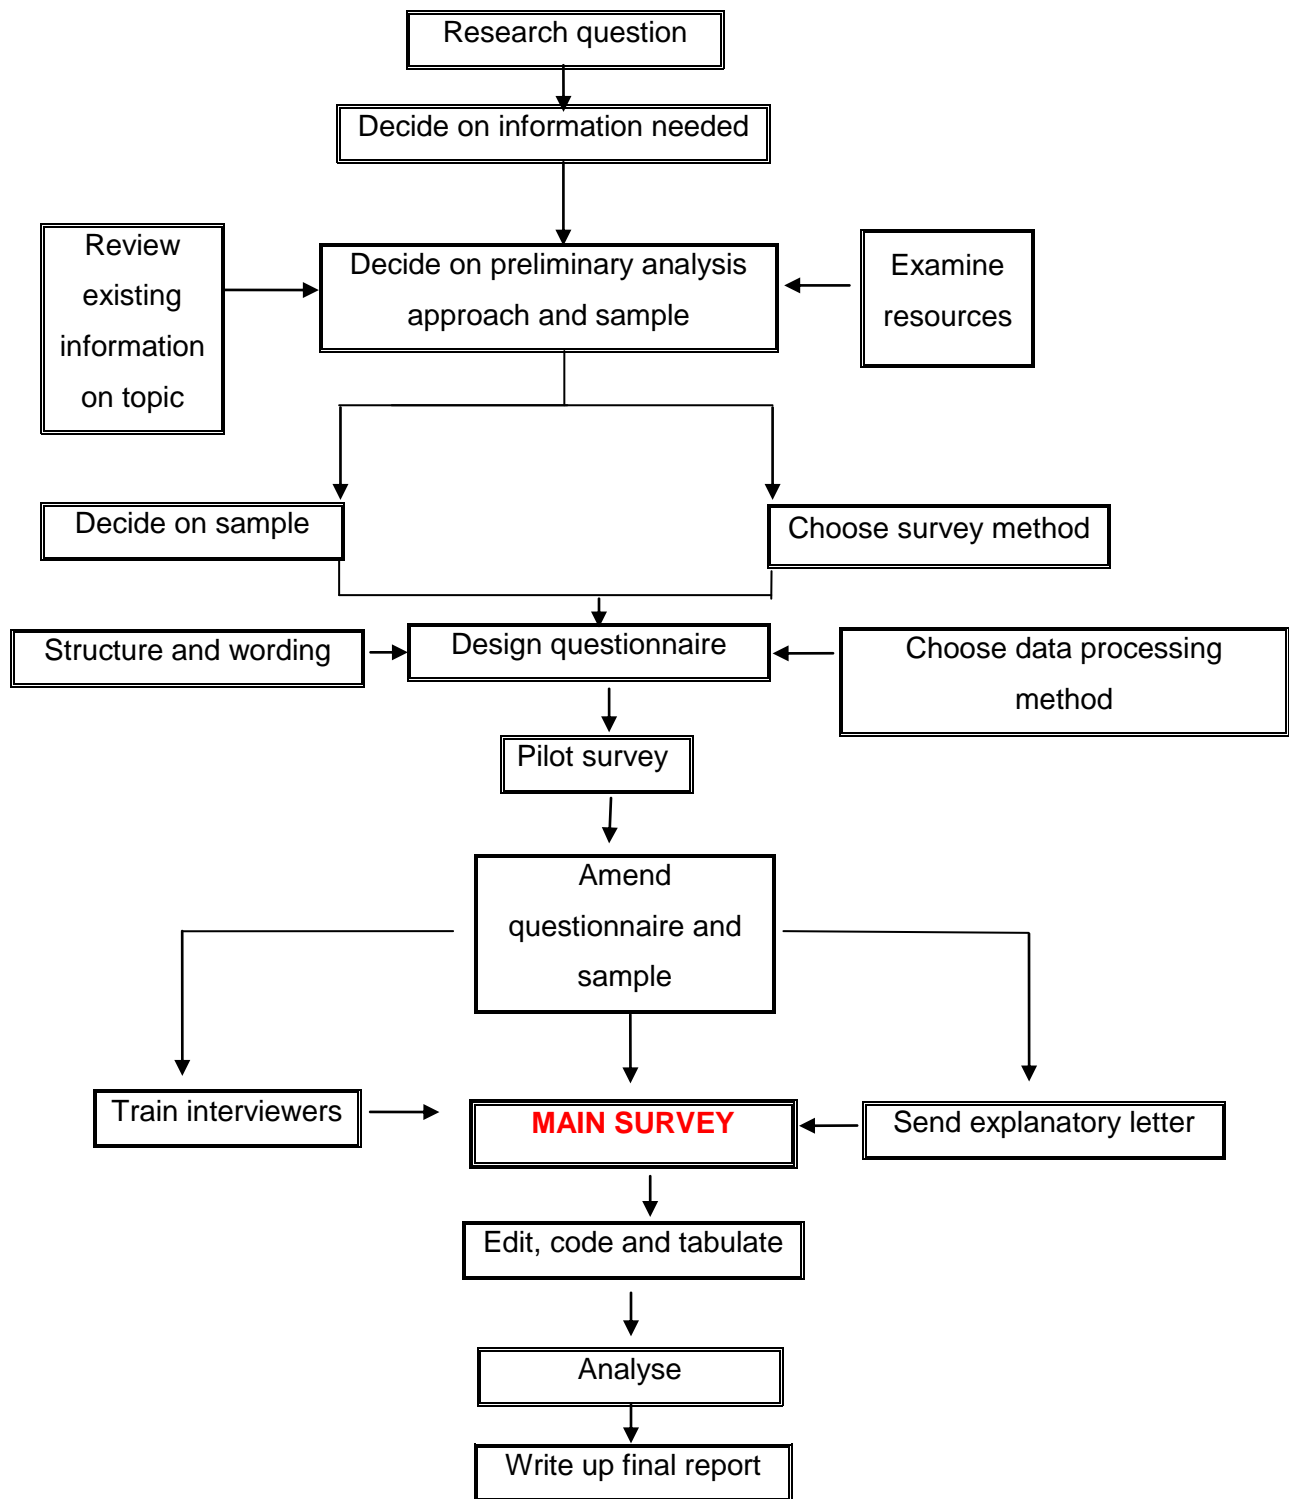 Research question
Decide on information needed
Review
existing
information
on topic
Decide on preliminary analysis
approach and sample
Examine
resources
Decide on sample
Choose survey method
Structure and wording
Design questionnaire
Choose data processing
method
Pilot survey
Amend
questionnaire and
sample
Train interviewers
MAIN SURVEY
Send explanatory letter
Edit, code and tabulate
Analyse
Write up final report